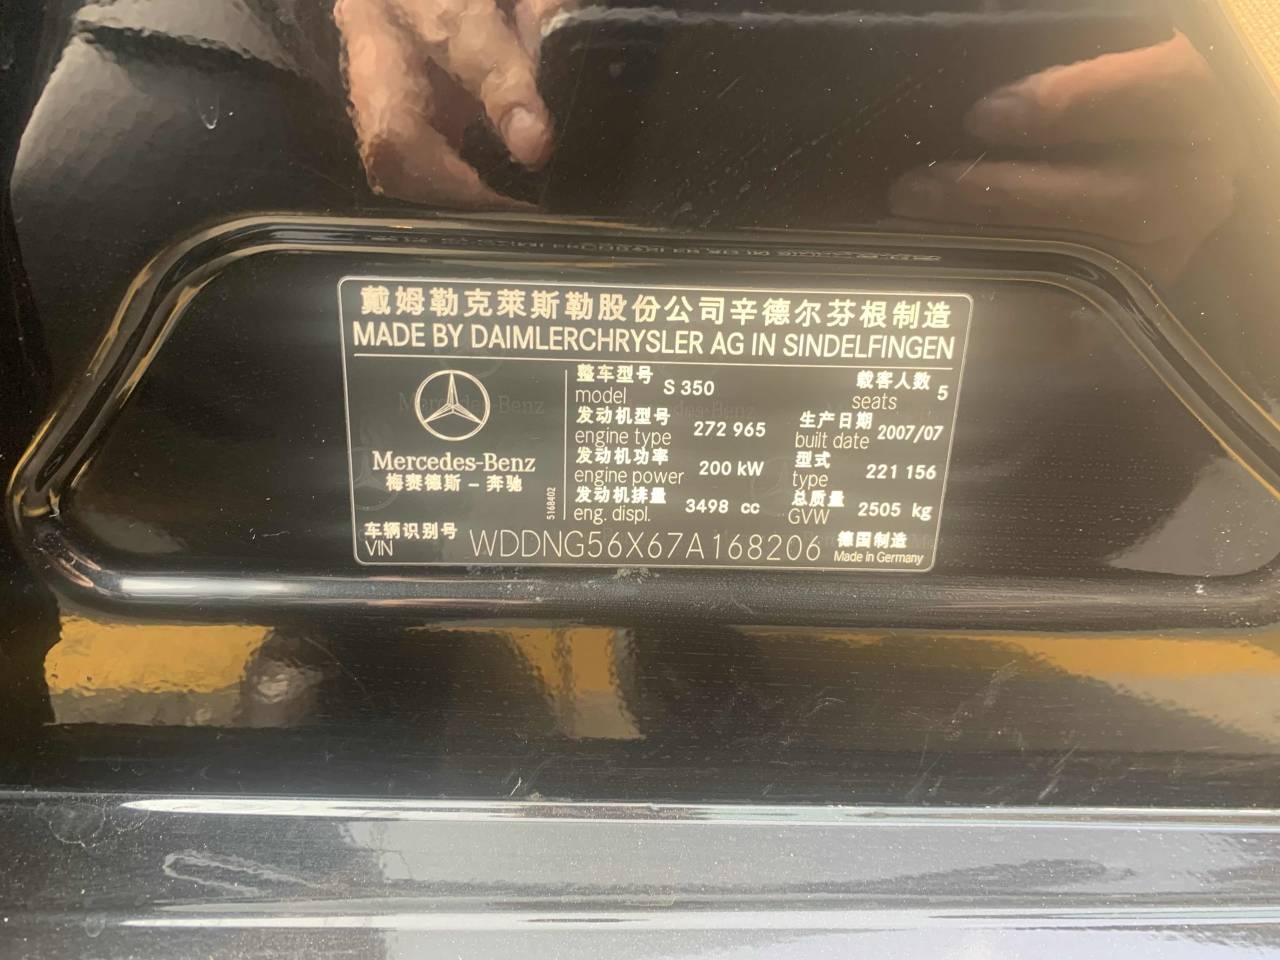 戴姆勒克莱斯勒股份公司辛德尔芬根制造
MADE BY DAIMLERCHRYSLER AG IN SINDELFINGEN
Mercedes-Benz
梅赛德斯-奔驰
5168402
整车型号 S 350 载客人数 5
model seats
发动机型号 272 965 生产日期 2007/07
engine type built date
发动机功率 200 kW 型式 221 156
engine power type
发动机排量 3498 cc 总质量 2505 kg
eng. displ. GVW
车辆识别号 WDDNG56X67A168206 德国制造
VIN Made in Germany